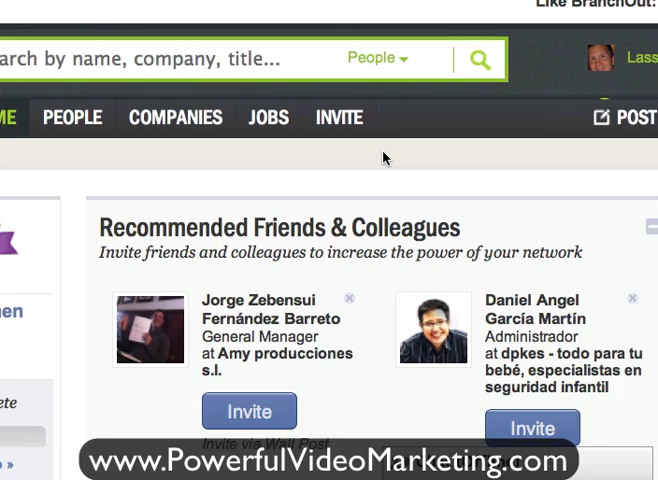 Like BranchOut:
arch by name, company, title...
People
Lass
ME PEOPLE COMPANIES JOBS INVITE POST
Recommended Friends & Colleagues
Invite friends and colleagues to increase the power of your network
men
Jorge Zebensui
Fernández Barreto
General Manager
at Amy producciones
s.l.
Invite
Invite via Wall Post
Daniel Angel
García Martín
Administrador
at dpkes - todo para tu
bebé, especialistas en
seguridad infantil
Invite
ete
»
www.PowerfulVideoMarketing.com